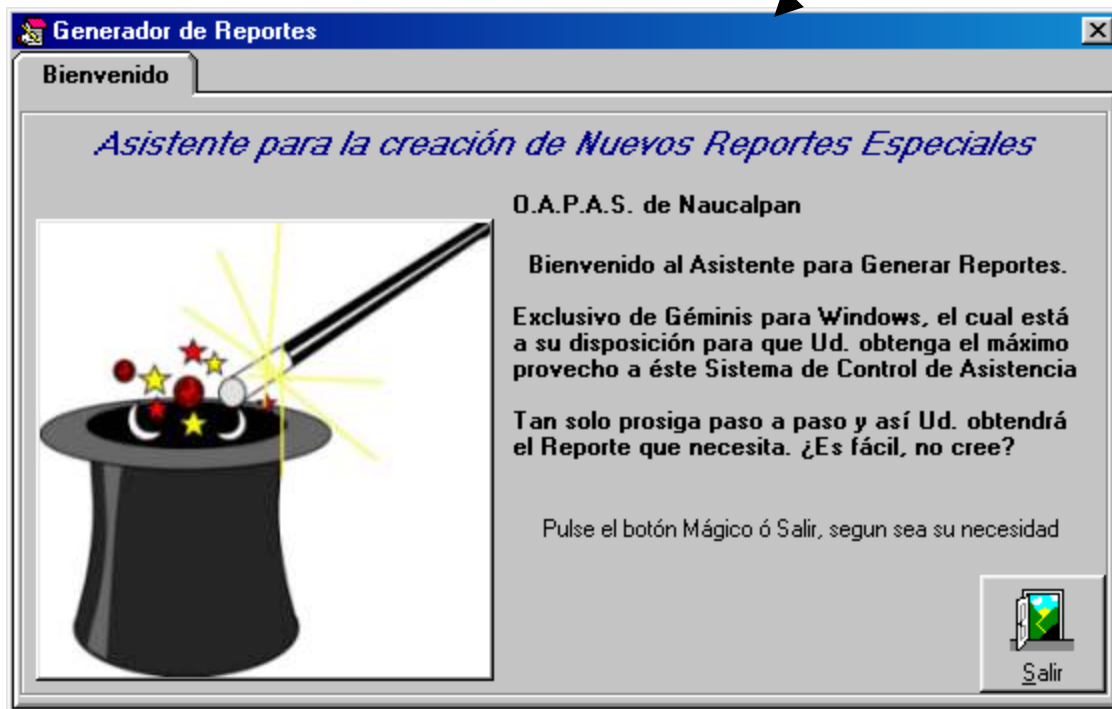 Generador de Reportes
Bienvenido
Asistente para la creación de Nuevos Reportes Especiales
O.A.P.A.S. de Naucalpan
Bienvenido al Asistente para Generar Reportes.
Exclusivo de Géminis para Windows, el cual está
a su disposición para que Ud. obtenga el máximo
provecho a éste Sistema de Control de Asistencia
Tan solo prosiga paso a paso y así Ud. obtendrá
el Reporte que necesita. ¿Es fácil, no cree?
Pulse el botón Mágico ó Salir, segun sea su necesidad
Salir